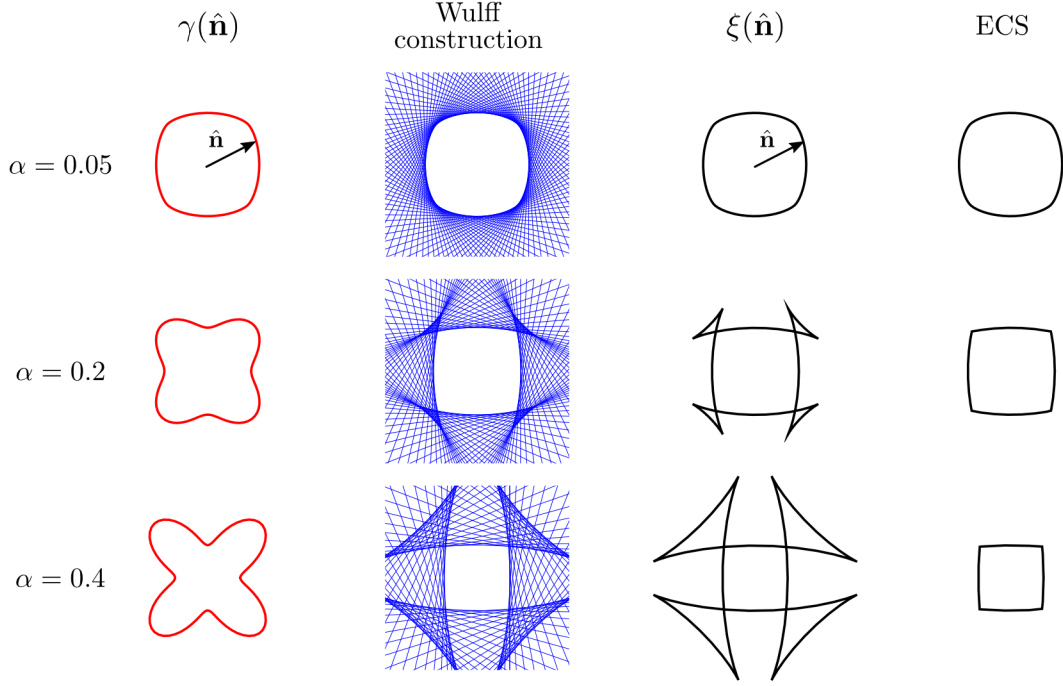 γ(n̂)
Wulff
construction
ξ(n̂)
ECS
α = 0.05
n̂
n̂
α = 0.2
α = 0.4